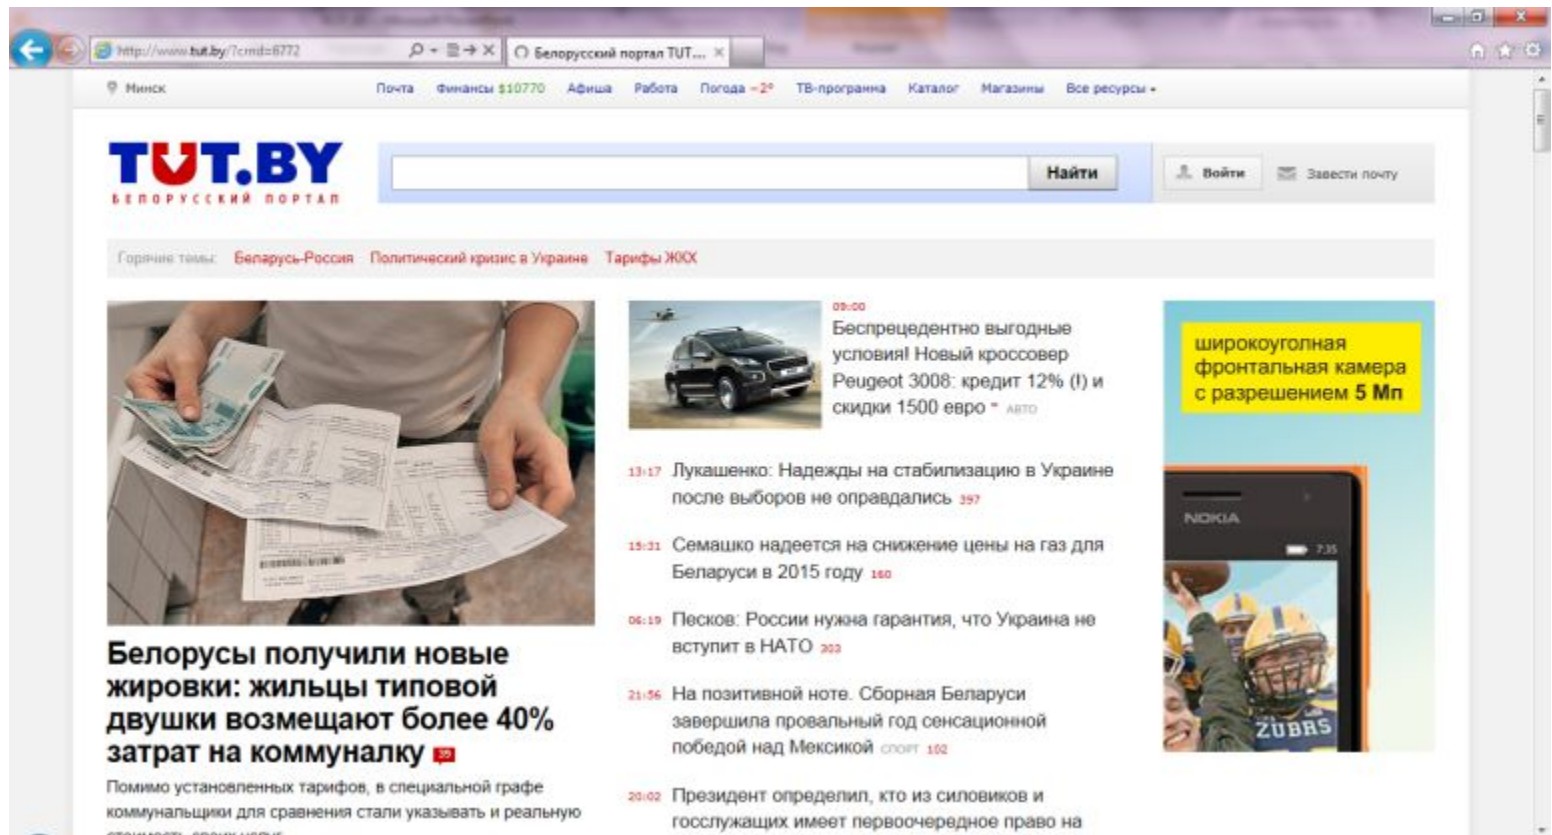 http://www.tut.by/?cmd=6772
Белорусский портал TUT....
Минск
Почта Финансы $10770 Афиша Работа Погода −2° ТВ-программа Каталог Магазины Все ресурсы
TUT.BY
БЕЛОРУССКИЙ ПОРТАЛ
Найти
Войти
Завести почту
Горячие темы: Беларусь-Россия Политический кризис в Украине Тарифы ЖКХ
Белорусы получили новые
жировки: жильцы типовой
двушки возмещают более 40%
затрат на коммуналку
Помимо установленных тарифов, в специальной графе
коммунальщики для сравнения стали указывать и реальную
09:00
Беспрецедентно выгодные
условия! Новый кроссовер
Peugeot 3008: кредит 12% (!) и
скидки 1500 евро АВТО
13:17 Лукашенко: Надежды на стабилизацию в Украине
после выборов не оправдались 397
Семашко надеется на снижение цены на газ для
Беларуси в 2015 году 160
06:19 Песков: России нужна гарантия, что Украина не
вступит в НАТО 303
21:56 На позитивной ноте. Сборная Беларуси
завершила провальный год сенсационной
победой над Мексикой СПОРТ 102
20:02 Президент определил, кто из силовиков и
госслужащих имеет первоочередное право на
широкоуголная
фронтальная камера
с разрешением 5 Мп
NOKIA
7:35
ZUBRS